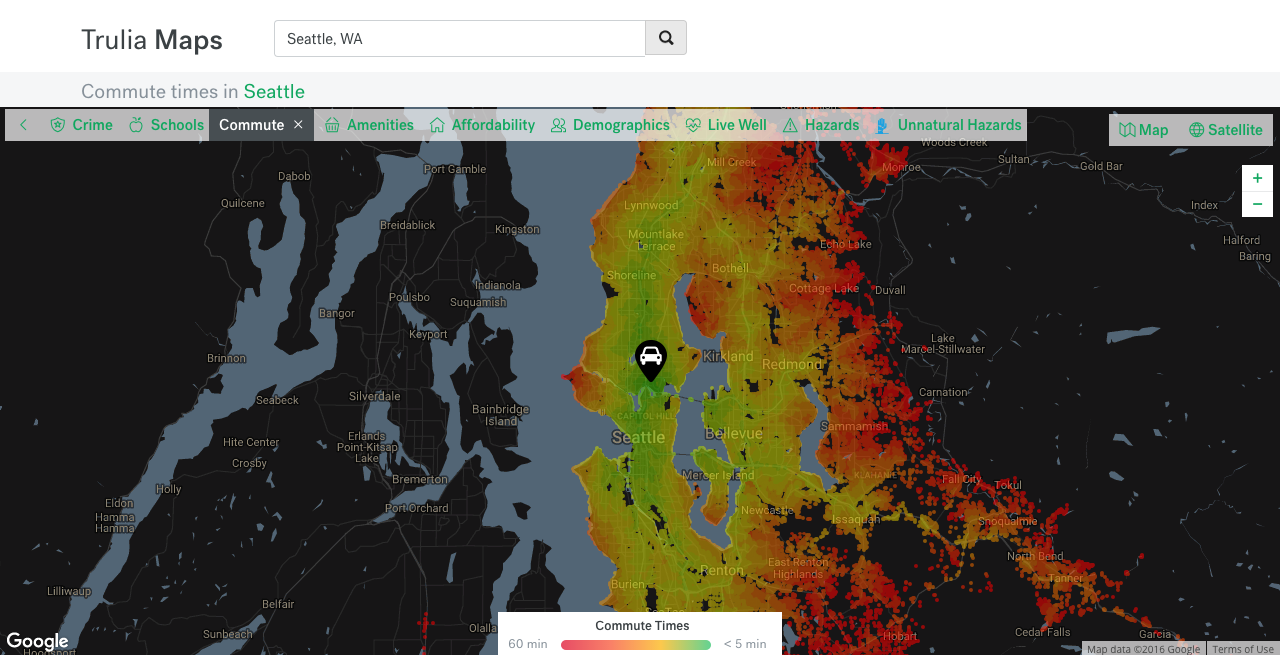 Trulia Maps
Seattle, WA
Commute times in Seattle
Crime Schools Commute × Amenities Affordability Demographics Live Well Hazards Unnatural Hazards
Map Satellite
+
−
Woods Creek
Mill Creek
Monroe
Sultan
Gold Bar
Port Gamble
Dabob
Quilcene
Lynnwood
Index
Breidablick
Kingston
Mountlake
Terrace
Echo Lake
Halford
Baring
Shoreline
Bothell
Indianola
Cottage Lake
Duvall
Poulsbo
Suquamish
Bangor
Keyport
Lake
Marcel-Stillwater
Brinnon
Kirkland
Redmond
Seabeck
Silverdale
Carnation
Bainbridge
Island
CAPITOL HILL
Sammamish
Seattle
Bellevue
Hite Center
Erlands
Point-Kitsap
Lake
Crosby
Mercer Island
KLAHANIE
Fall City
Tokul
Bremerton
Holly
Eldon
Hamma
Hamma
Port Orchard
Newcastle
Issaquah
Snoqualmie
North Bend
East Renton
Highlands
Renton
Tanner
Burien
Lilliwaup
Belfair
SeaTac
Olalla
Sunbeach
Hobart
Cedar Falls
Garcia
Hoodsport
Commute Times
60 min < 5 min
Google
Map data ©2016 Google Terms of Use